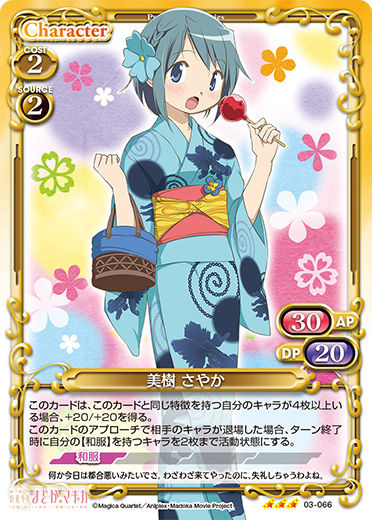 Character
COST
2
SOURCE
2
30 AP
DP 20
美樹 さやか
このカードは、このカードと同じ特徴を持つ自分のキャラが4枚以上い
る場合、+20/+20を得る。
このカードのアプローチで相手のキャラが退場した場合、ターン終了
時に自分の【和服】を持つキャラを2枚まで活動状態にする。
和服
何か今日は都合悪いみたいでさ、わざわざ来てやったのに、失礼しちゃうわよね。
まどか☆マギカ
©Magica Quartet/Aniplex・Madoka Movie Project
03-066